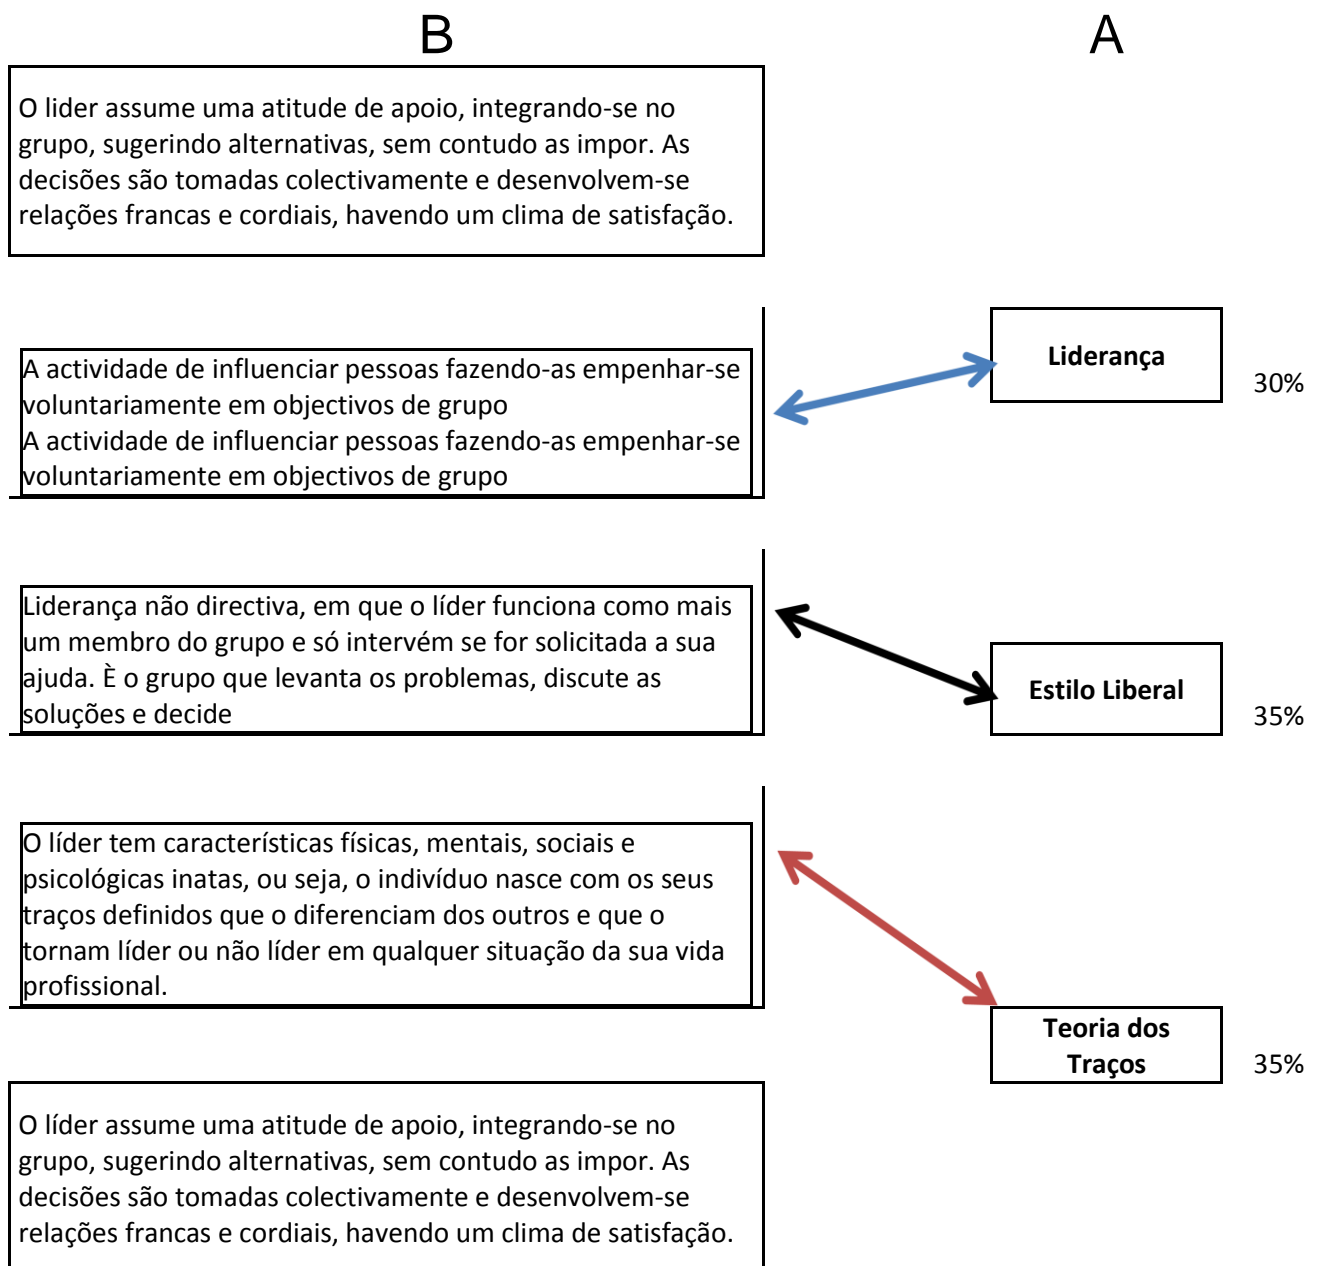 B
A
O lider assume uma atitude de apoio, integrando-se no
grupo, sugerindo alternativas, sem contudo as impor. As
decisões são tomadas colectivamente e desenvolvem-se
relações francas e cordiais, havendo um clima de satisfação.
A actividade de influenciar pessoas fazendo-as empenhar-se
voluntariamente em objectivos de grupo
A actividade de influenciar pessoas fazendo-as empenhar-se
voluntariamente em objectivos de grupo
Liderança
30%
Liderança não directiva, em que o líder funciona como mais
um membro do grupo e só intervém se for solicitada a sua
ajuda. È o grupo que levanta os problemas, discute as
soluções e decide
Estilo Liberal
35%
O líder tem características físicas, mentais, sociais e
psicológicas inatas, ou seja, o indivíduo nasce com os seus
traços definidos que o diferenciam dos outros e que o
tornam líder ou não líder em qualquer situação da sua vida
profissional.
Teoria dos
Traços
35%
O líder assume uma atitude de apoio, integrando-se no
grupo, sugerindo alternativas, sem contudo as impor. As
decisões são tomadas colectivamente e desenvolvem-se
relações francas e cordiais, havendo um clima de satisfação.